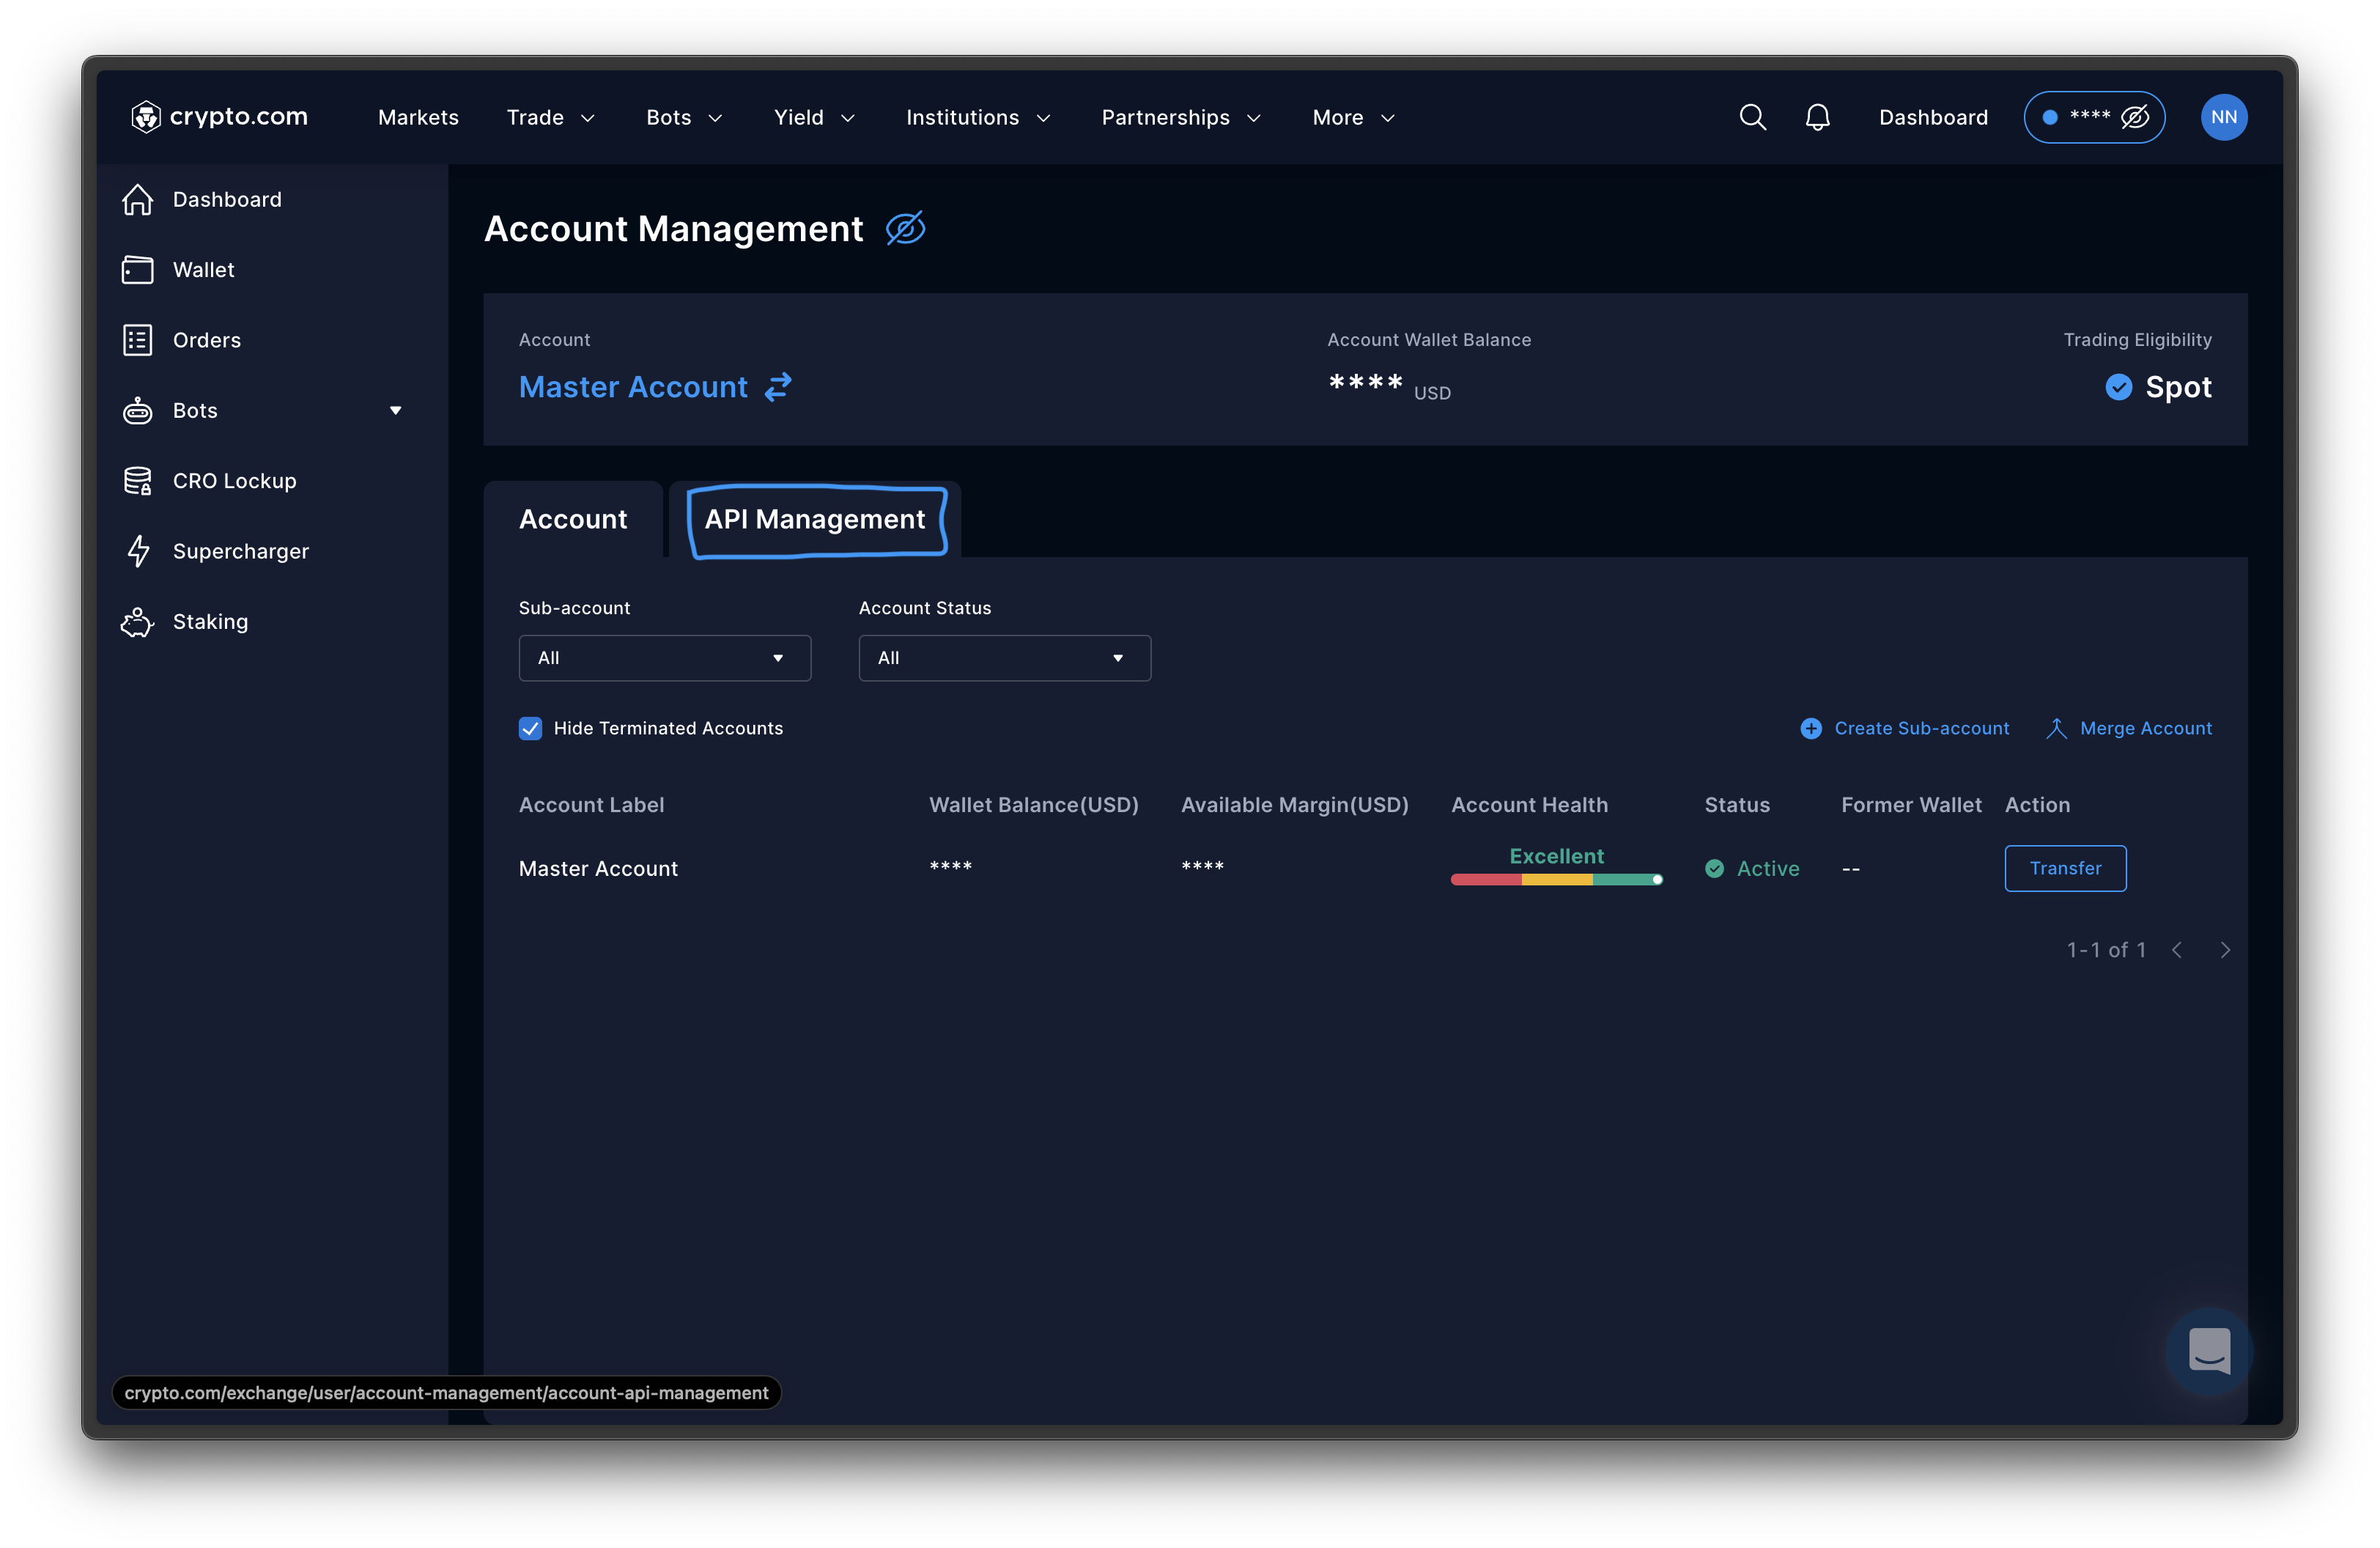 crypto.com Markets Trade Bots Yield Institutions Partnerships More Dashboard **** NN
Dashboard
Wallet
Orders
Bots
CRO Lockup
Supercharger
Staking
Account Management
Account Account Wallet Balance Trading Eligibility
Master Account **** USD Spot
Account API Management
Sub-account Account Status
All All
Hide Terminated Accounts Create Sub-account Merge Account
Account Label Wallet Balance(USD) Available Margin(USD) Account Health Status Former Wallet Action
Master Account **** **** Excellent Active -- Transfer
1-1 of 1
crypto.com/exchange/user/account-management/account-api-management